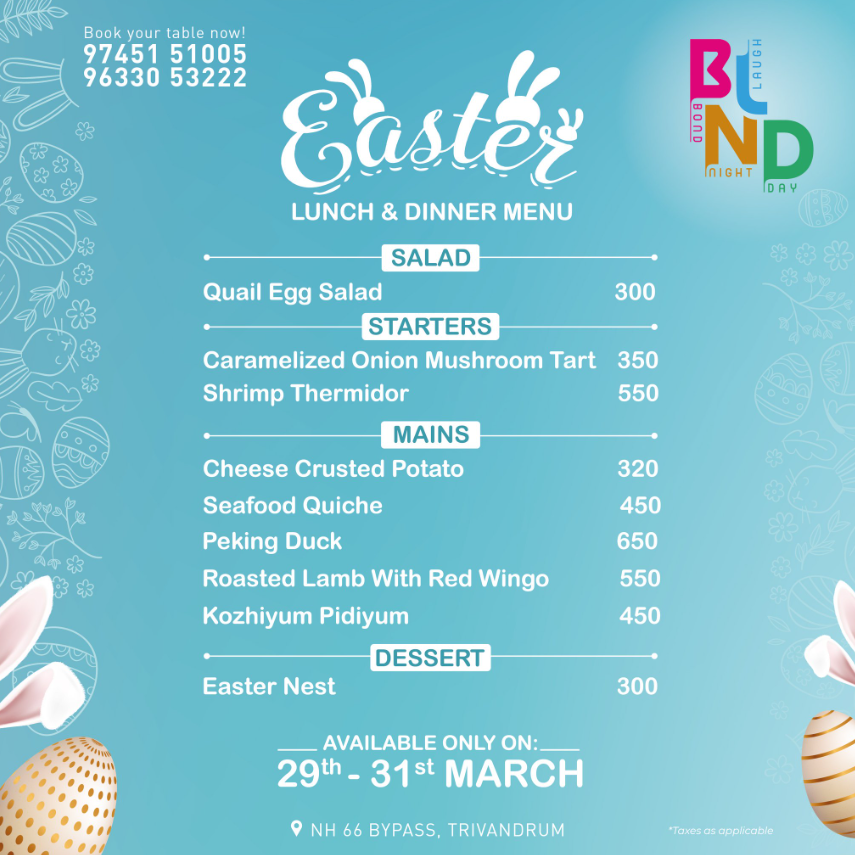 Book your table now!
97451 51005
96330 53222
Easter
LUNCH & DINNER MENU
BLND
BOND
LAUGH
NIGHT
DAY
SALAD
Quail Egg Salad 300
STARTERS
Caramelized Onion Mushroom Tart 350
Shrimp Thermidor 550
MAINS
Cheese Crusted Potato 320
Seafood Quiche 450
Peking Duck 650
Roasted Lamb With Red Wingo 550
Kozhiyum Pidiyum 450
DESSERT
Easter Nest 300
AVAILABLE ONLY ON:
29th - 31st MARCH
NH 66 BYPASS, TRIVANDRUM
*Taxes as applicable